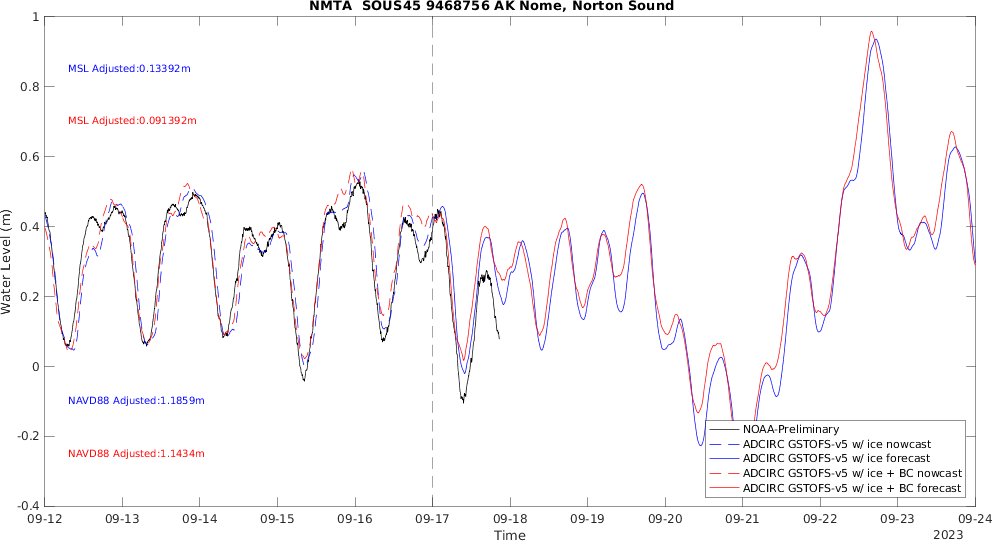 NMTA SOUS45 9468756 AK Nome, Norton Sound
1
0.8
0.6
0.4
0.2
0
-0.2
-0.4
Water Level (m)
MSL Adjusted:0.13392m
MSL Adjusted:0.091392m
NAVD88 Adjusted:1.1859m
NAVD88 Adjusted:1.1434m
NOAA-Preliminary
ADCIRC GSTOFS-v5 w/ ice nowcast
ADCIRC GSTOFS-v5 w/ ice forecast
ADCIRC GSTOFS-v5 w/ ice + BC nowcast
ADCIRC GSTOFS-v5 w/ ice + BC forecast
09-12 09-13 09-14 09-15 09-16 09-17 09-18 09-19 09-20 09-21 09-22 09-23 09-24
Time
2023